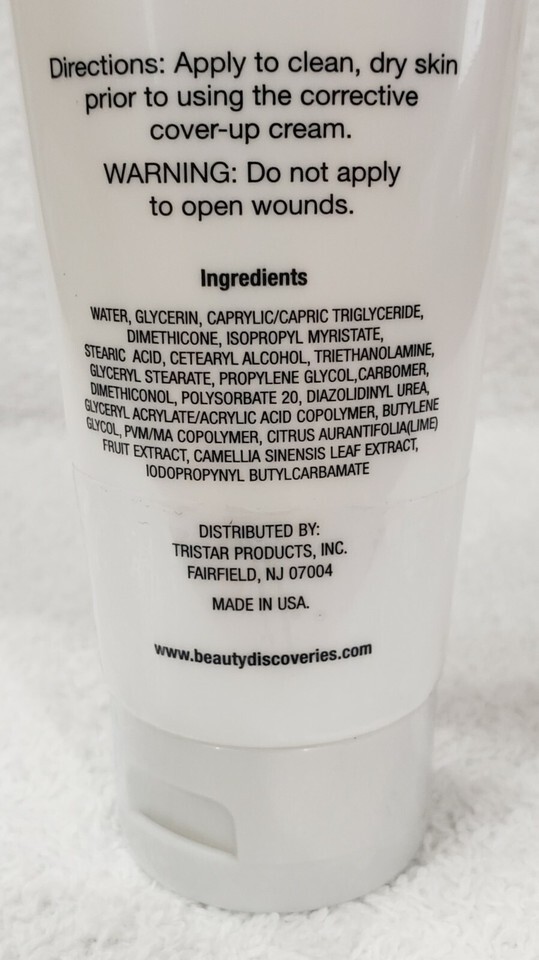 Directions: Apply to clean, dry skin
prior to using the corrective
cover-up cream.
WARNING: Do not apply
to open wounds.
Ingredients
WATER, GLYCERIN, CAPRYLIC/CAPRIC TRIGLYCERIDE,
DIMETHICONE, ISOPROPYL MYRISTATE,
STEARIC ACID, CETEARYL ALCOHOL, TRIETHANOLAMINE,
GLYCERYL STEARATE, PROPYLENE GLYCOL,CARBOMER,
DIMETHICONOL, POLYSORBATE 20, DIAZOLIDINYL UREA,
GLYCERYL ACRYLATE/ACRYLIC ACID COPOLYMER, BUTYLENE
GLYCOL, PVM/MA COPOLYMER, CITRUS AURANTIFOLIA(LIME)
FRUIT EXTRACT, CAMELLIA SINENSIS LEAF EXTRACT,
IODOPROPYNYL BUTYLCARBAMATE
DISTRIBUTED BY:
TRISTAR PRODUCTS, INC.
FAIRFIELD, NJ 07004
MADE IN USA.
www.beautydiscoveries.com